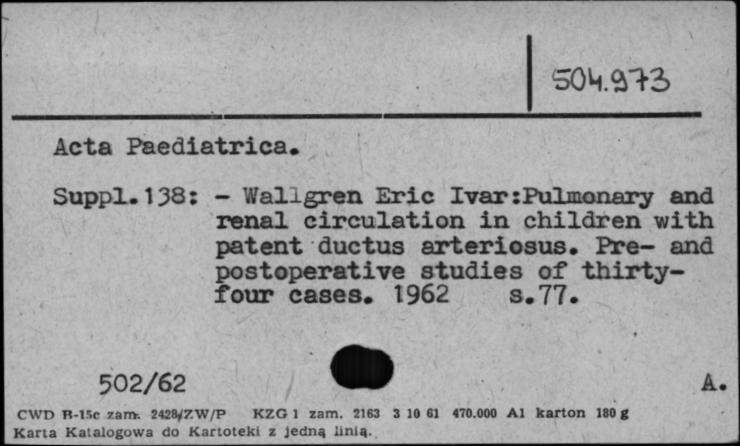 504.973
Acta Paediatrica.
Suppl.138: - Wallgren Eric Ivar:Pulmonary and
renal circulation in children with
patent ductus arteriosus. Pre- and
postoperative studies of thirty-
four cases. 1962 s.77.
502/62 A.
CWD B-15c zam. 2428/ZW/P KZG 1 zam. 2163 3 10 61 470.000 A1 karton 180 g
Karta Katalogowa do Kartoteki z jedną linią.